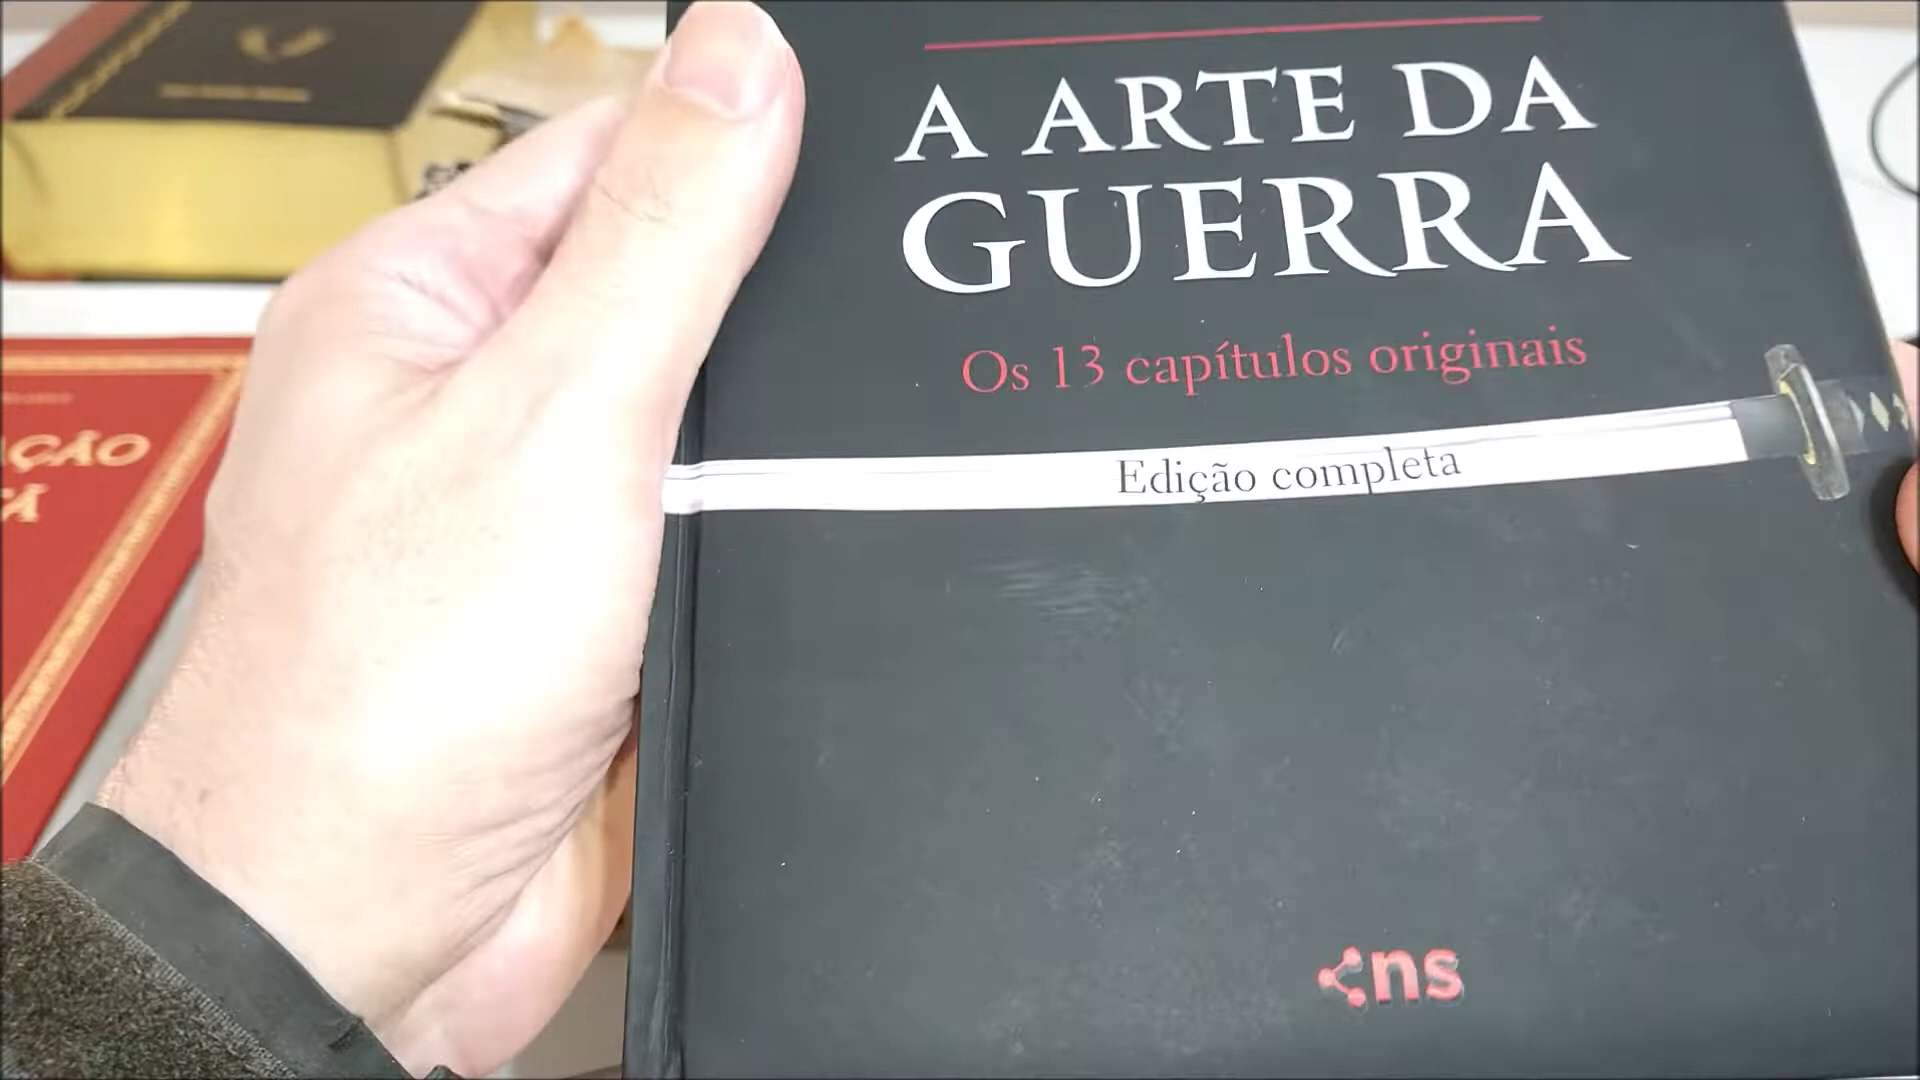 A ARTE DA
GUERRA
Os 13 capítulos originais
Edição completa
ns